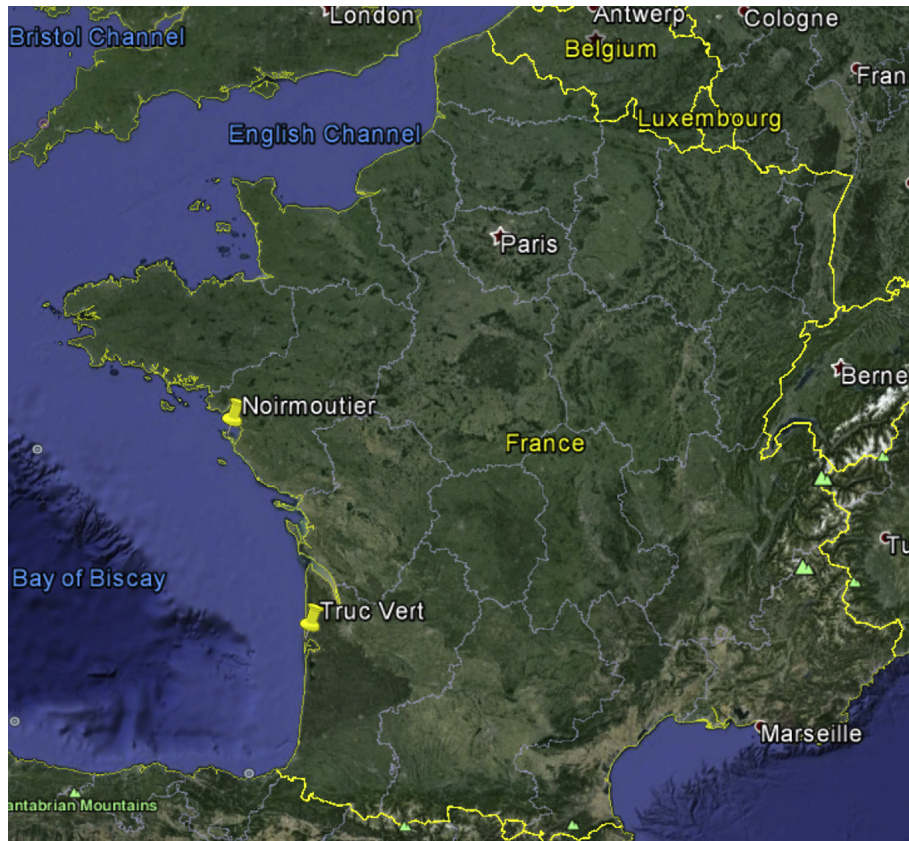 London
Antwerp
Cologne
Bristol Channel
Belgium
Fran
Luxembourg
English Channel
Paris
Berne
Noirmoutier
France
Tu
Bay of Biscay
Truc Vert
Marseille
antabrian Mountains